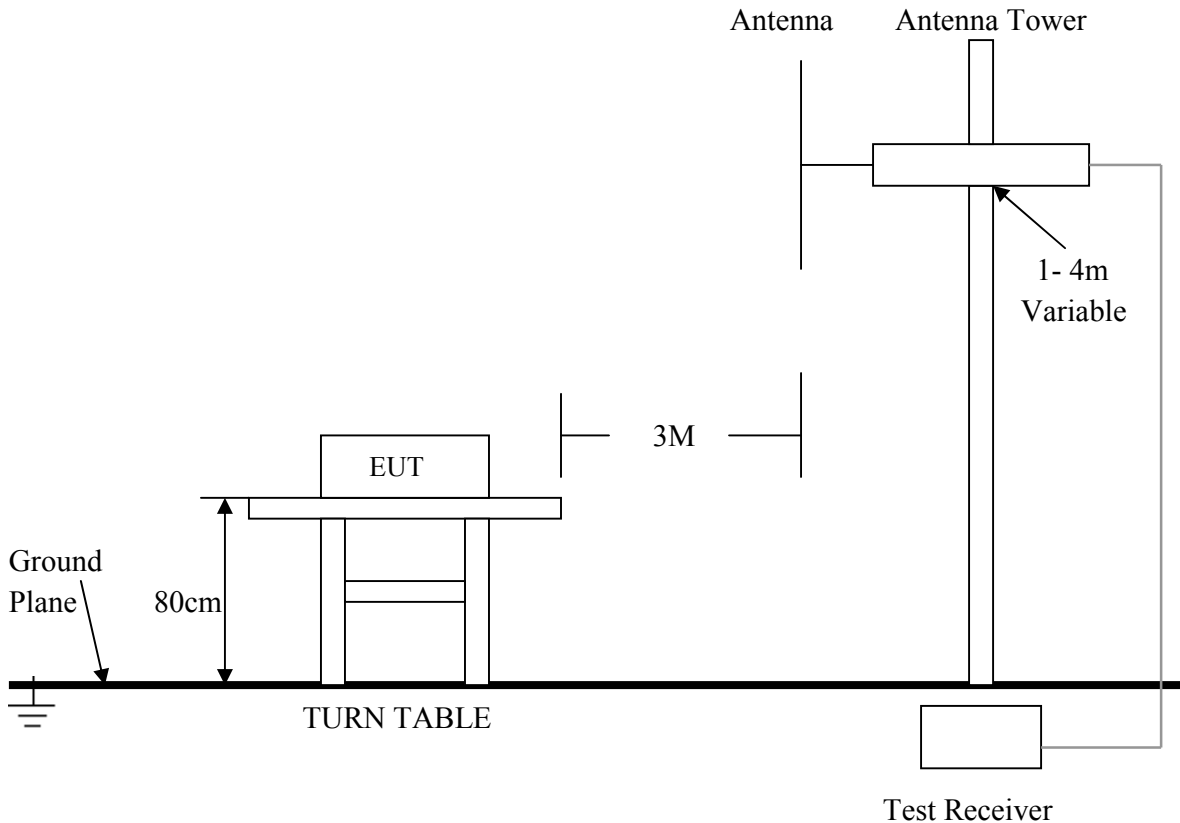 Antenna
Antenna Tower
1- 4m
Variable
3M
EUT
Ground
Plane
80cm
TURN TABLE
Test Receiver